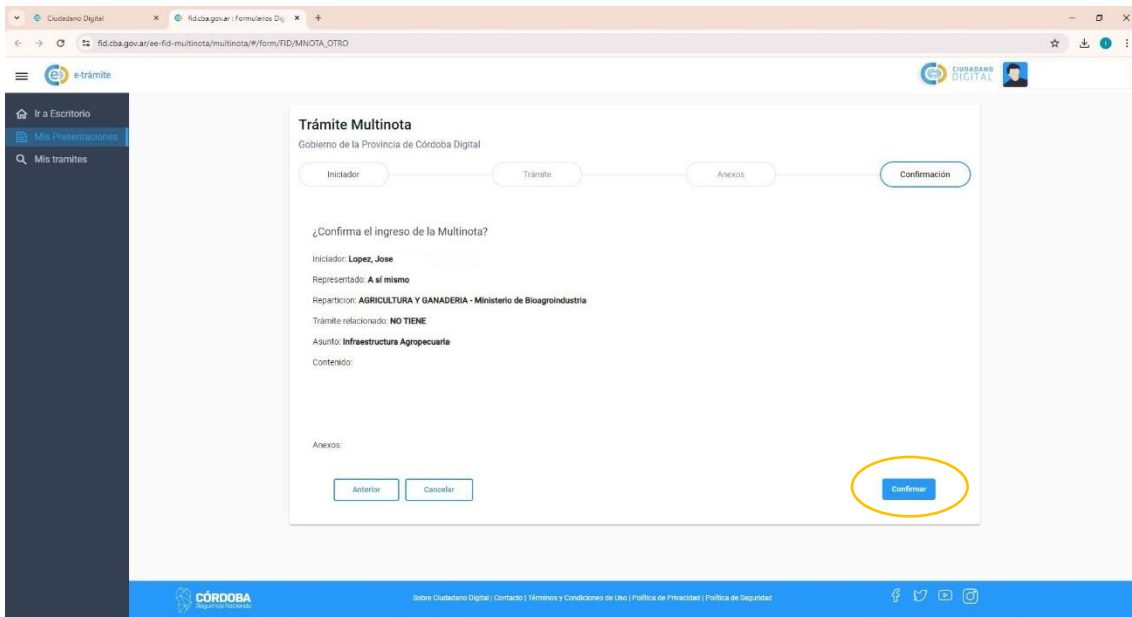 Ciudadano Digital
fid.cba.gov.ar : Formularios Dig
fid.cba.gov.ar/ee-fid-multinota/multinota/#/form/FID/MNOTA_OTRO
e-trámite
CIUDADANO DIGITAL
Ir a Escritorio
Mis Presentaciones
Mis tramites
Trámite Multinota
Gobierno de la Provincia de Córdoba Digital
Iniciador
Trámite
Anexos
Confirmación
¿Confirma el ingreso de la Multinota?
Iniciador: Lopez, Jose
Representado: A sí mismo
Reparticion: AGRICULTURA Y GANADERIA - Ministerio de Bioagroindustria
Trámite relacionado: NO TIENE
Asunto: Infraestructura Agropecuaria
Contenido:
Anexos:
Anterior
Cancelar
Confirmar
CÓRDOBA
Seguimos haciendo
Sobre Ciudadano Digital | Contacto | Términos y Condiciones de Uso | Política de Privacidad | Política de Seguridad